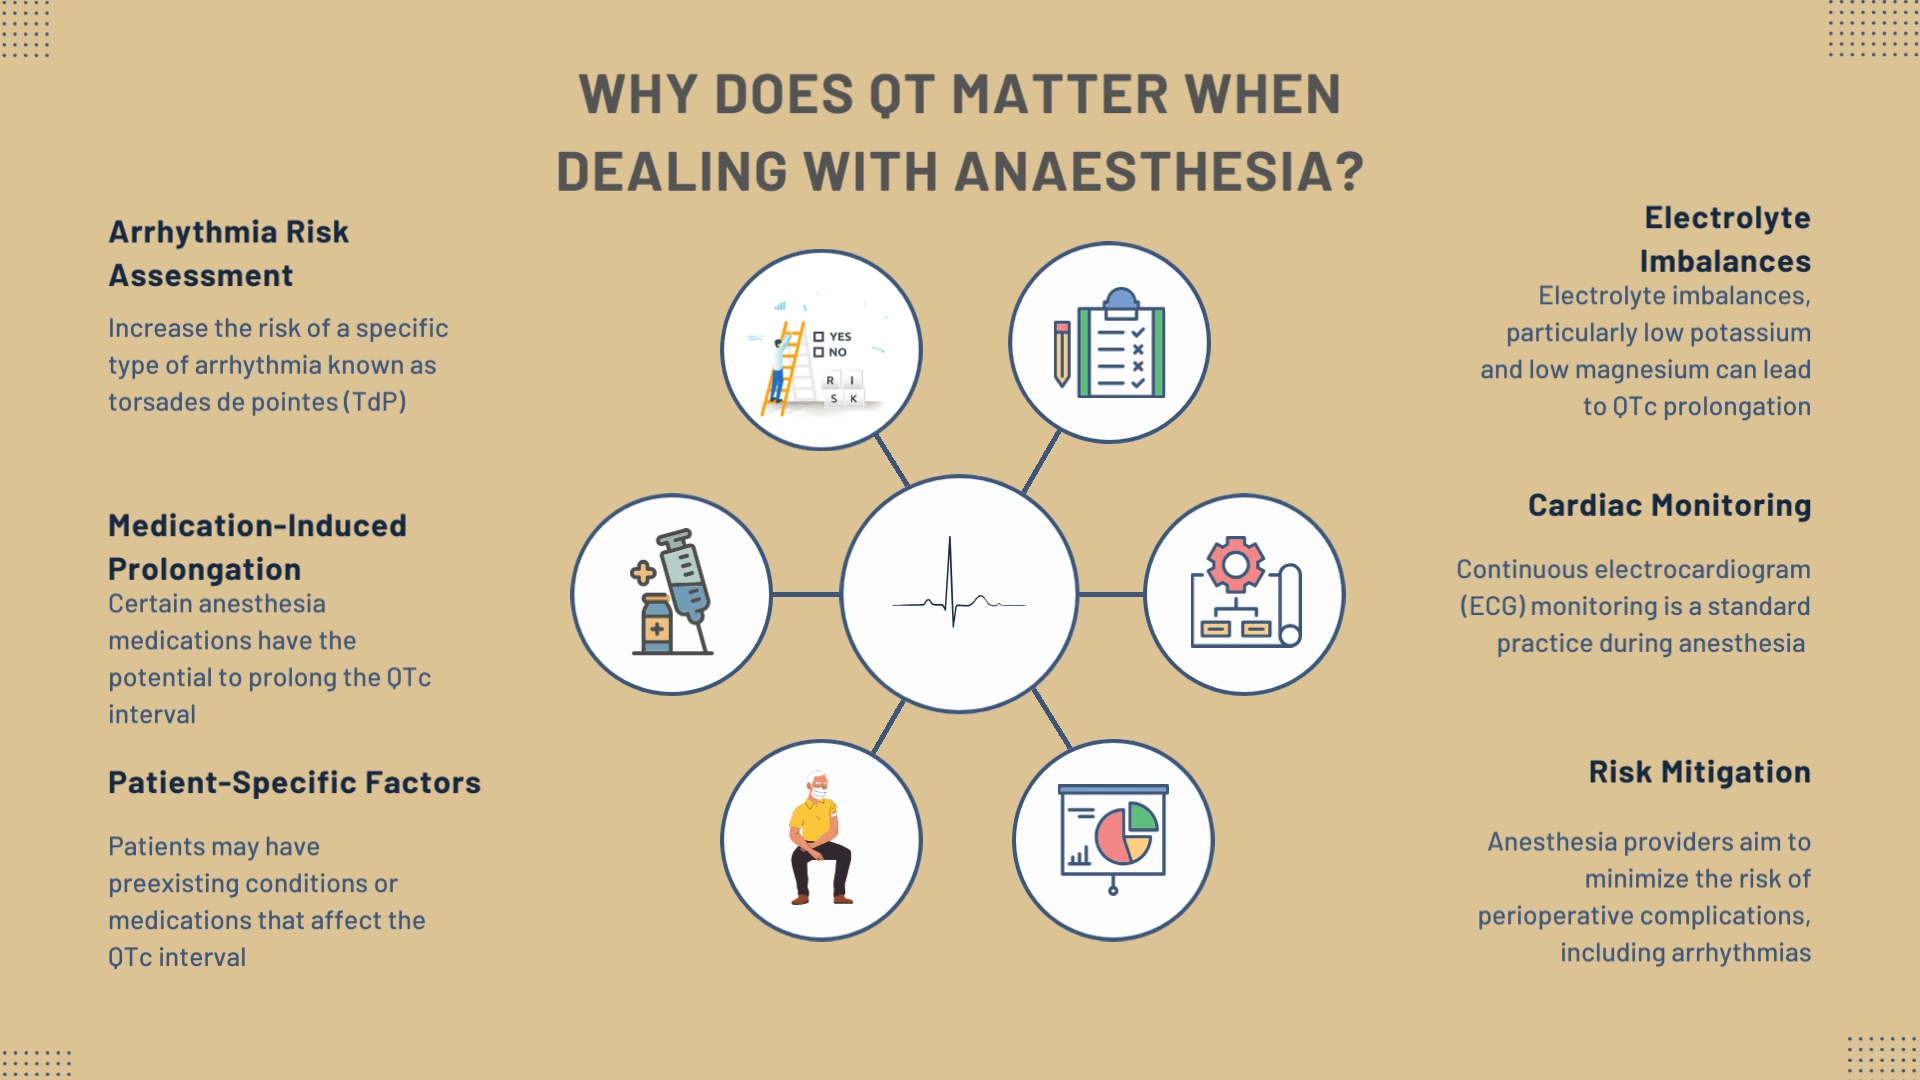 WHY DOES QT MATTER WHEN
DEALING WITH ANAESTHESIA?
Arrhythmia Risk
Assessment
Increase the risk of a specific
type of arrhythmia known as
torsades de pointes (TdP)
Medication-Induced
Prolongation
Certain anesthesia
medications have the
potential to prolong the QTc
interval
Patient-Specific Factors
Patients may have
preexisting conditions or
medications that affect the
QTc interval
YES
NO
R I
S K
Electrolyte
Imbalances
Electrolyte imbalances,
particularly low potassium
and low magnesium can lead
to QTc prolongation
Cardiac Monitoring
Continuous electrocardiogram
(ECG) monitoring is a standard
practice during anesthesia
Risk Mitigation
Anesthesia providers aim to
minimize the risk of
perioperative complications,
including arrhythmias